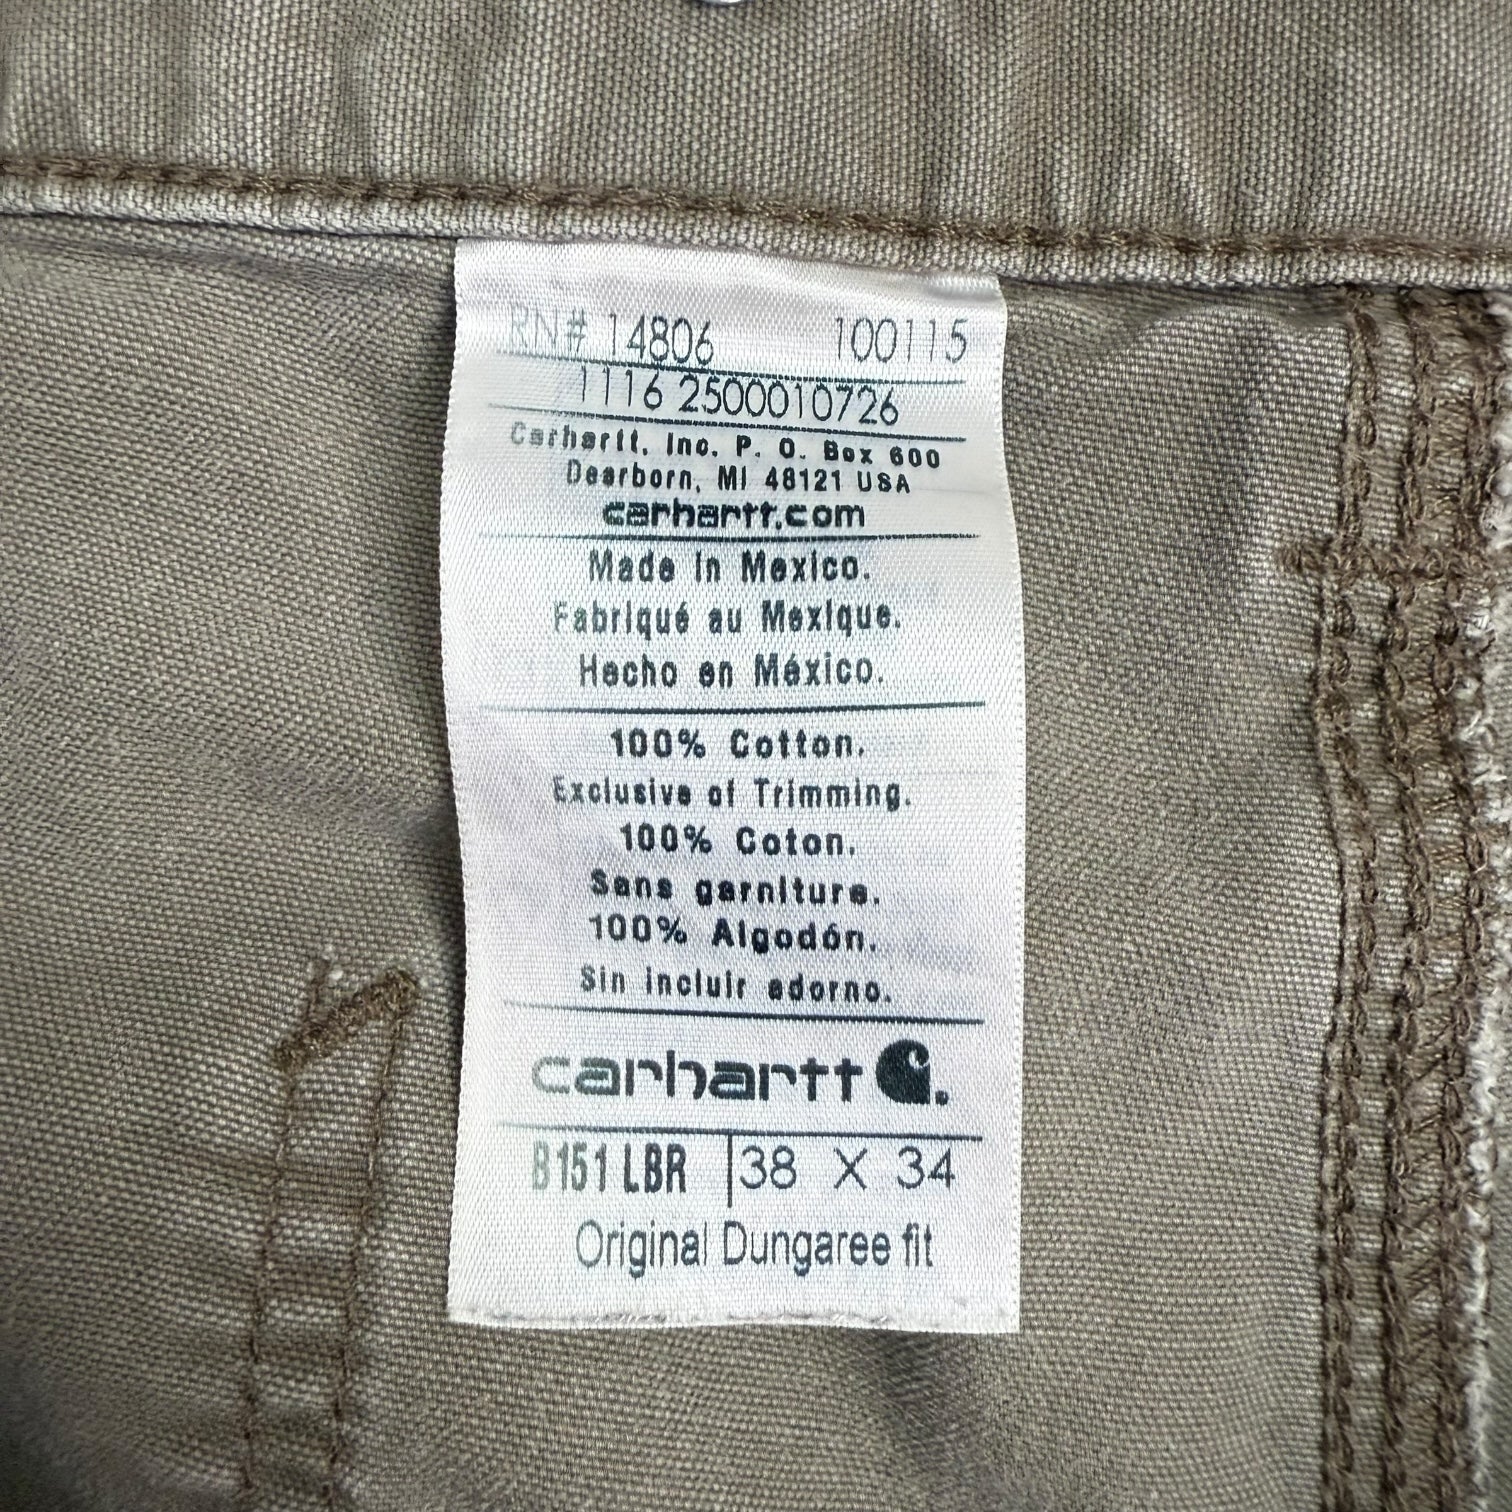 RN# 14806 100115
1116 2500010726
Carhartt, Inc. P. O. Box 600
Dearborn, MI 48121 USA
carhartt.com
Made in Mexico.
Fabriqué au Mexique.
Hecho en México.
100% Cotton.
Exclusive of Trimming.
100% Coton.
Sans garniture.
100% Algodón.
Sin incluir adorno.
carhartt
B151 LBR 38 X 34
Original Dungaree fit